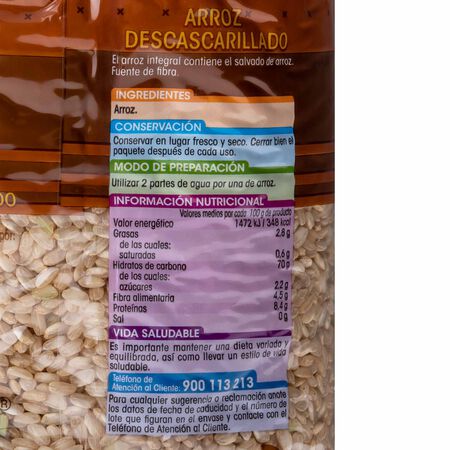 ARROZ
DESCASCARILLADO
El arroz integral contiene el salvado de arroz.
Fuente de fibra.
INGREDIENTES
Arroz.
CONSERVACIÓN
Conservar en lugar fresco y seco. Cerrar bien el
paquete después de cada uso.
MODO DE PREPARACIÓN
Utilizar 2 partes de agua por una de arroz.
INFORMACIÓN NUTRICIONAL
Valores medios por cada 100 g de producto
Valor energético 1472 kJ / 348 kcal
Grasas 2,8 g
de las cuales:
saturadas 0,6 g
Hidratos de carbono 70 g
de los cuales:
azúcares 2,2 g
Fibra alimentaria 4,5 g
Proteínas 8,4 g
Sal 0 g
VIDA SALUDABLE
Es importante mantener una dieta variada y
equilibrada, así como llevar un estilo de vida
saludable.
Teléfono de
Atención al Cliente: 900 113 213
Para cualquier sugerencia o reclamación anote
los datos de fecha de caducidad y el número de
lote que figuran en el envase y contacte con el
Teléfono de Atención al Cliente.
DO
por:
®